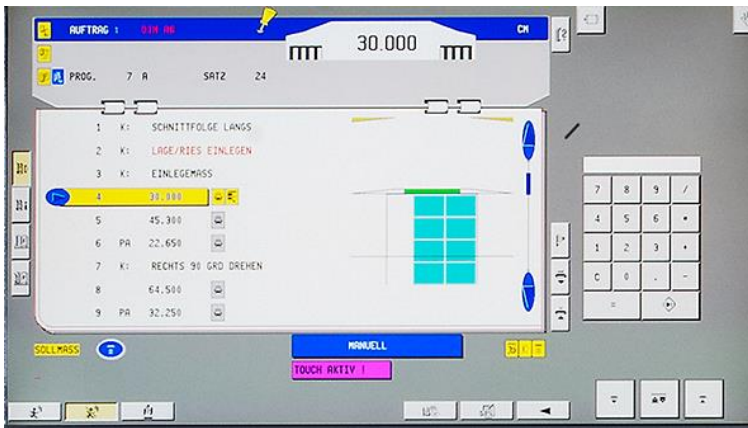 AUFTRAG : DIN A6
30.000
CM
PROG. 7 A SATZ 24
1 K: SCHNITTFOLGE LANGS
2 K: LAGE/RIES EINLEGEN
3 K: EINLEGEMASS
4 30.000
5 45.300
6 PA 22.650
7 K: RECHTS 90 GRD DREHEN
8 64.500
9 PA 32.250
7 8 9 /
4 5 6 *
1 2 3 +
C 0 . -
=
SOLLMASS
MANUELL
TOUCH AKTIV !